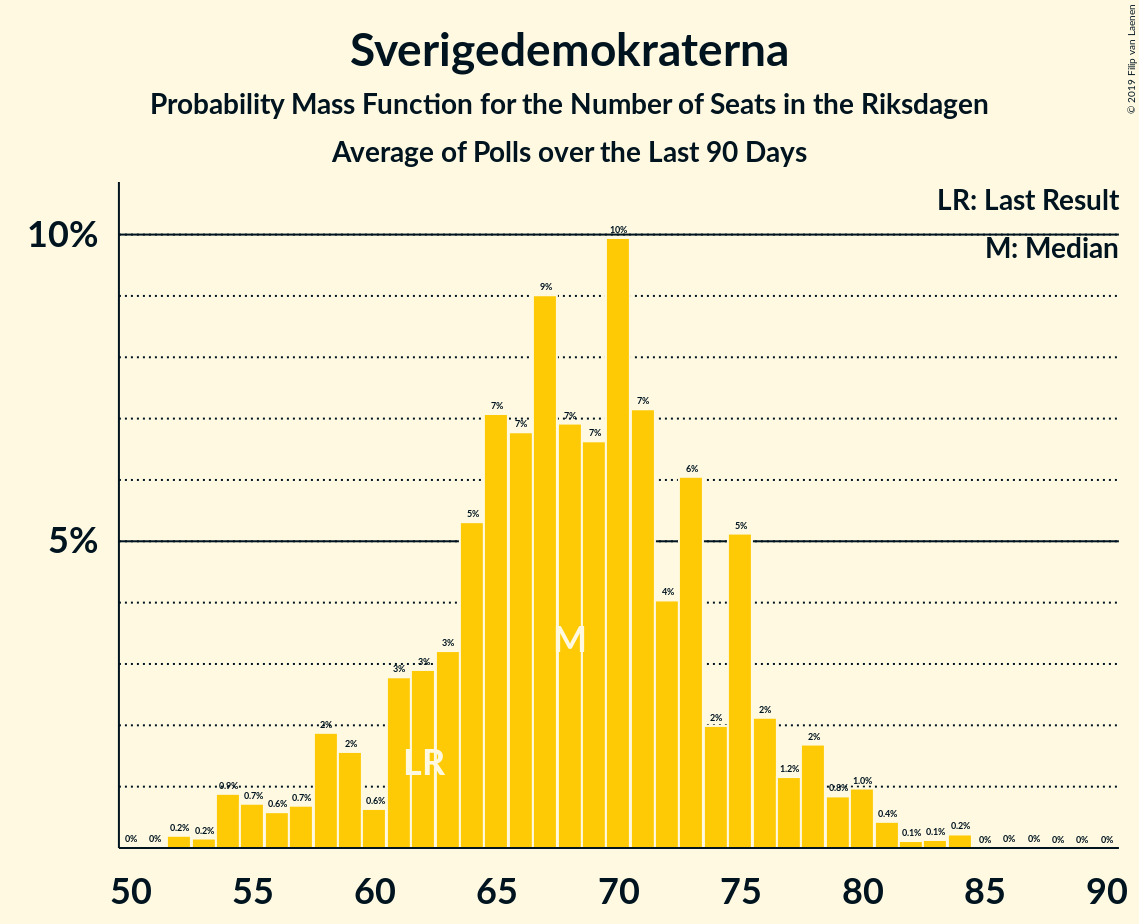 Sverigedemokraterna
Probability Mass Function for the Number of Seats in the Riksdagen
Average of Polls over the Last 90 Days
© 2019 Filip van Laenen
LR: Last Result
M: Median
10%
5%
0% 0% 0.2% 0.2% 0.9% 0.7% 0.6% 0.7% 2% 2% 0.6% 3% 3% 3% 5% 7% 7% 9% 7% 7% 10% 7% 4% 6% 2% 5% 2% 1.2% 2% 0.8% 1.0% 0.4% 0.1% 0.1% 0.2% 0% 0% 0% 0% 0% 0%
M
LR
50 55 60 65 70 75 80 85 90